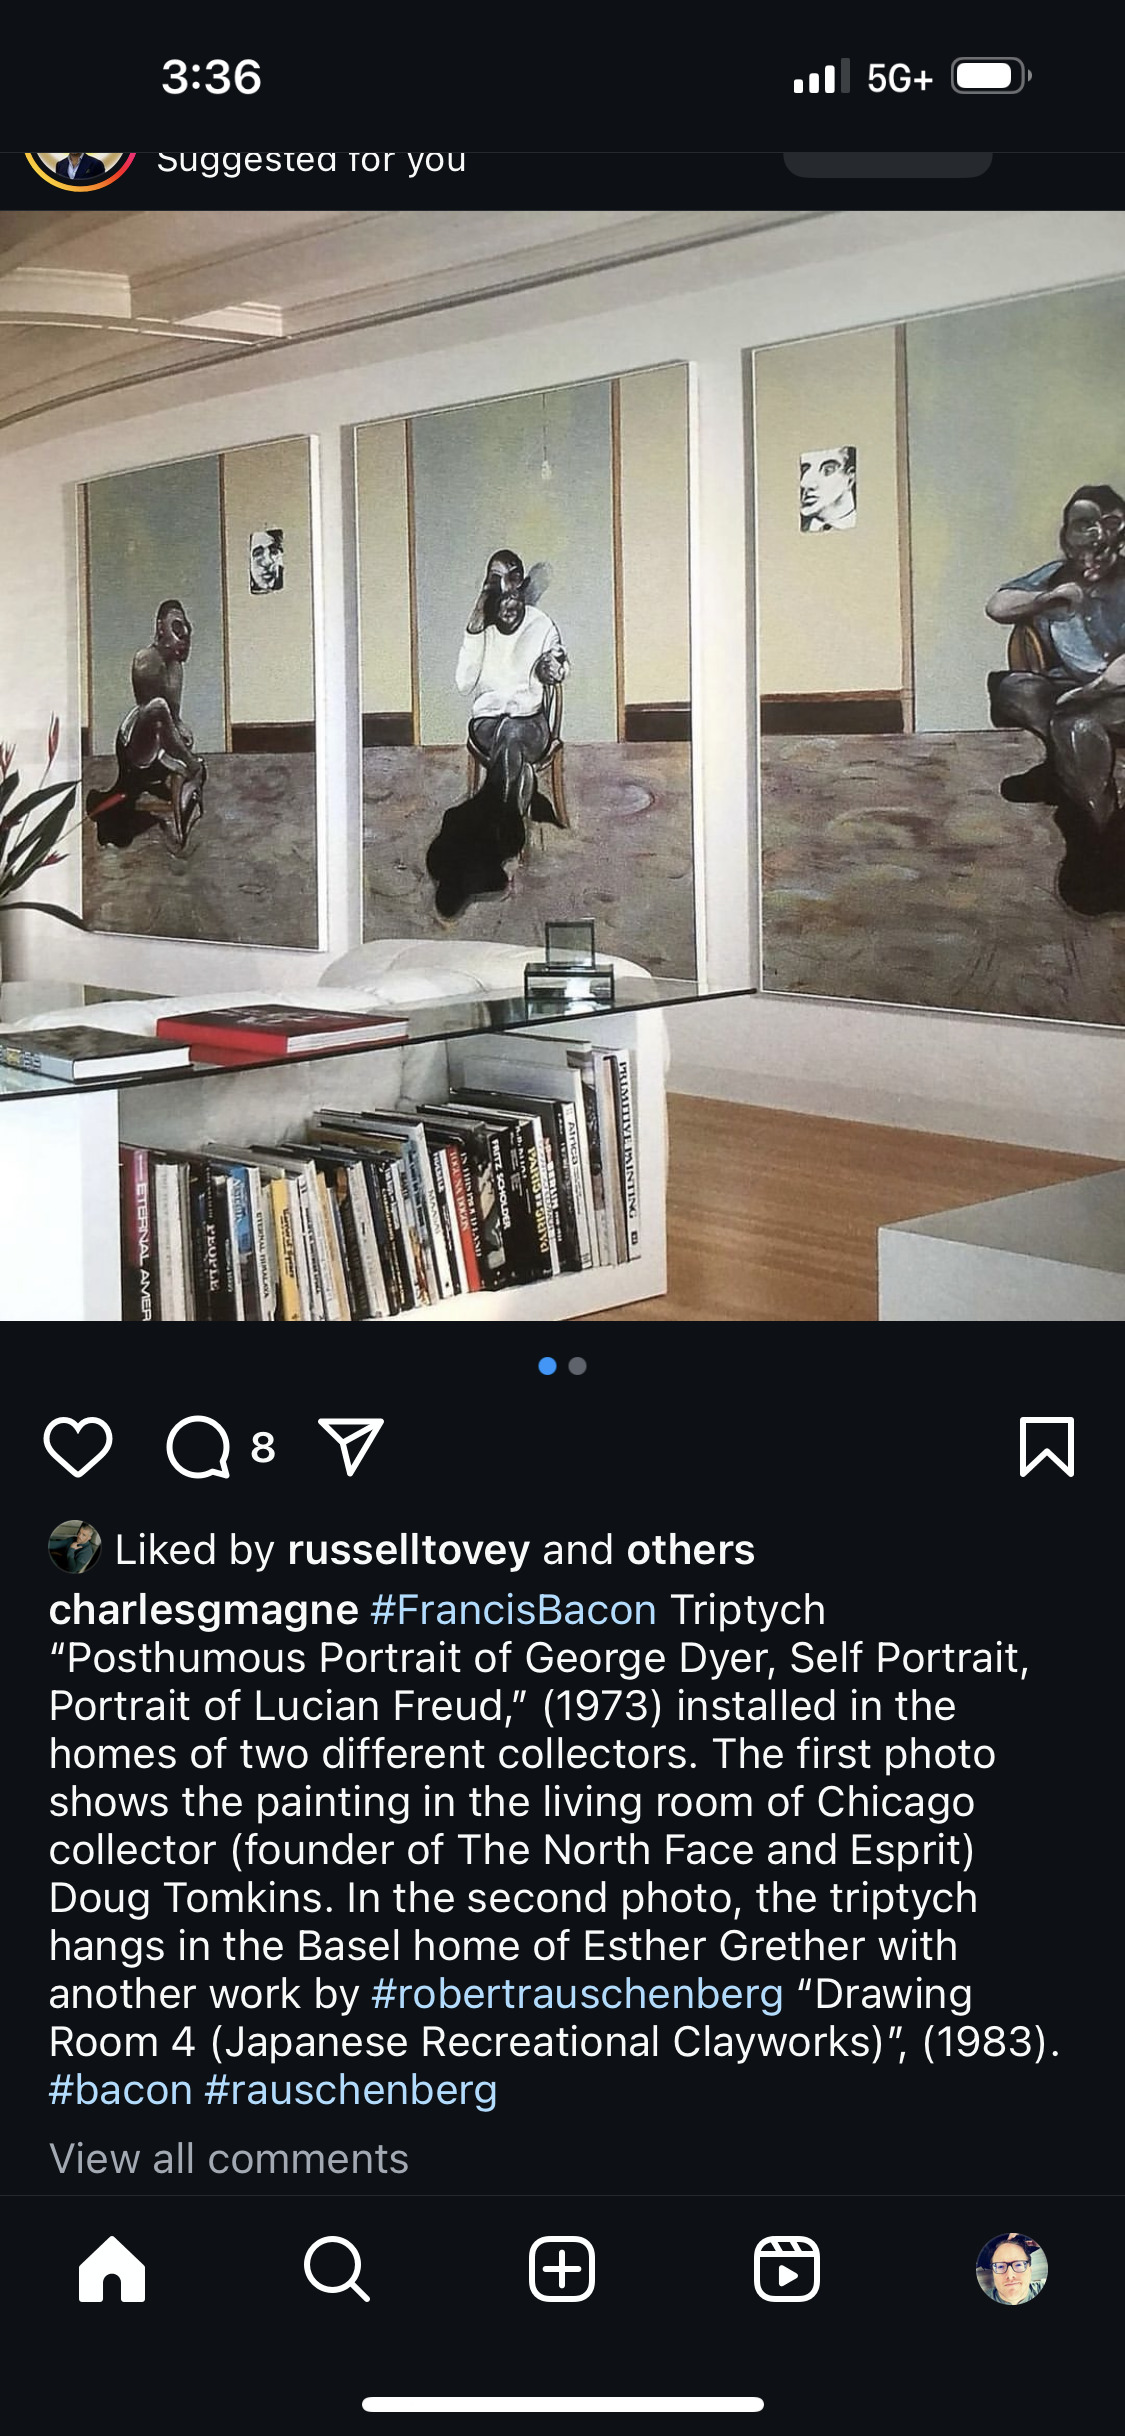 3:36
5G+
Suggested for you
PRIMITIVE PAINTING
Africa
FRITZ SCHOLDER
PARIS
ETERNAL AMER
PEOPLE
8
Liked by russelltovey and others
charlesgmagne #FrancisBacon Triptych
“Posthumous Portrait of George Dyer, Self Portrait,
Portrait of Lucian Freud,” (1973) installed in the
homes of two different collectors. The first photo
shows the painting in the living room of Chicago
collector (founder of The North Face and Esprit)
Doug Tomkins. In the second photo, the triptych
hangs in the Basel home of Esther Grether with
another work by #robertrauschenberg “Drawing
Room 4 (Japanese Recreational Clayworks)”, (1983).
#bacon #rauschenberg
View all comments